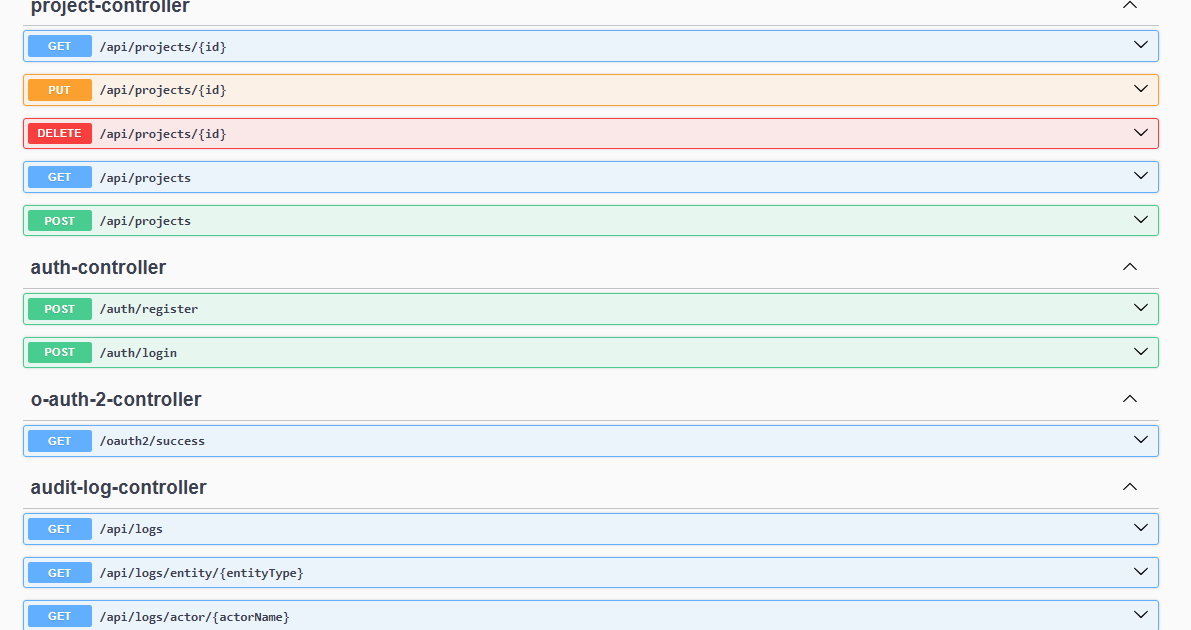 project-controller
GET /api/projects/{id}
PUT /api/projects/{id}
DELETE /api/projects/{id}
GET /api/projects
POST /api/projects
auth-controller
POST /auth/register
POST /auth/login
o-auth-2-controller
GET /oauth2/success
audit-log-controller
GET /api/logs
GET /api/logs/entity/{entityType}
GET /api/logs/actor/{actorName}